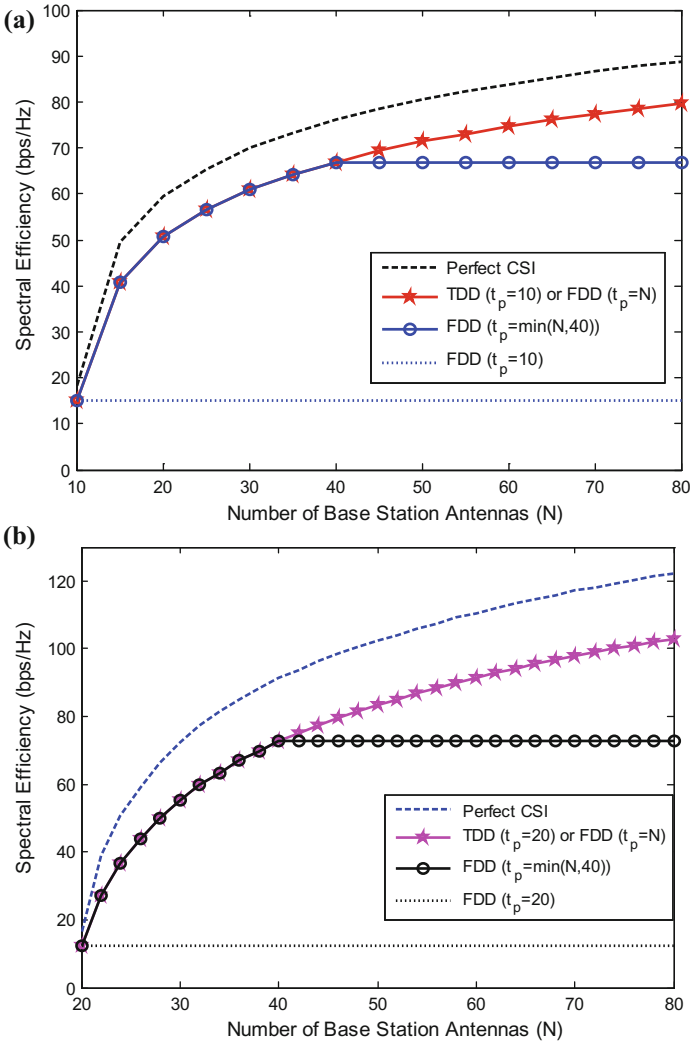 (a)
100
90
80
70
60
50
40
30
20
10
0
Spectral Efficiency (bps/Hz)
Perfect CSI
TDD (t_p=10) or FDD (t_p=N)
FDD (t_p=min(N,40))
FDD (t_p=10)
10 20 30 40 50 60 70 80
Number of Base Station Antennas (N)
(b)
120
100
80
60
40
20
0
Spectral Efficiency (bps/Hz)
Perfect CSI
TDD (t_p=20) or FDD (t_p=N)
FDD (t_p=min(N,40))
FDD (t_p=20)
20 30 40 50 60 70 80
Number of Base Station Antennas (N)